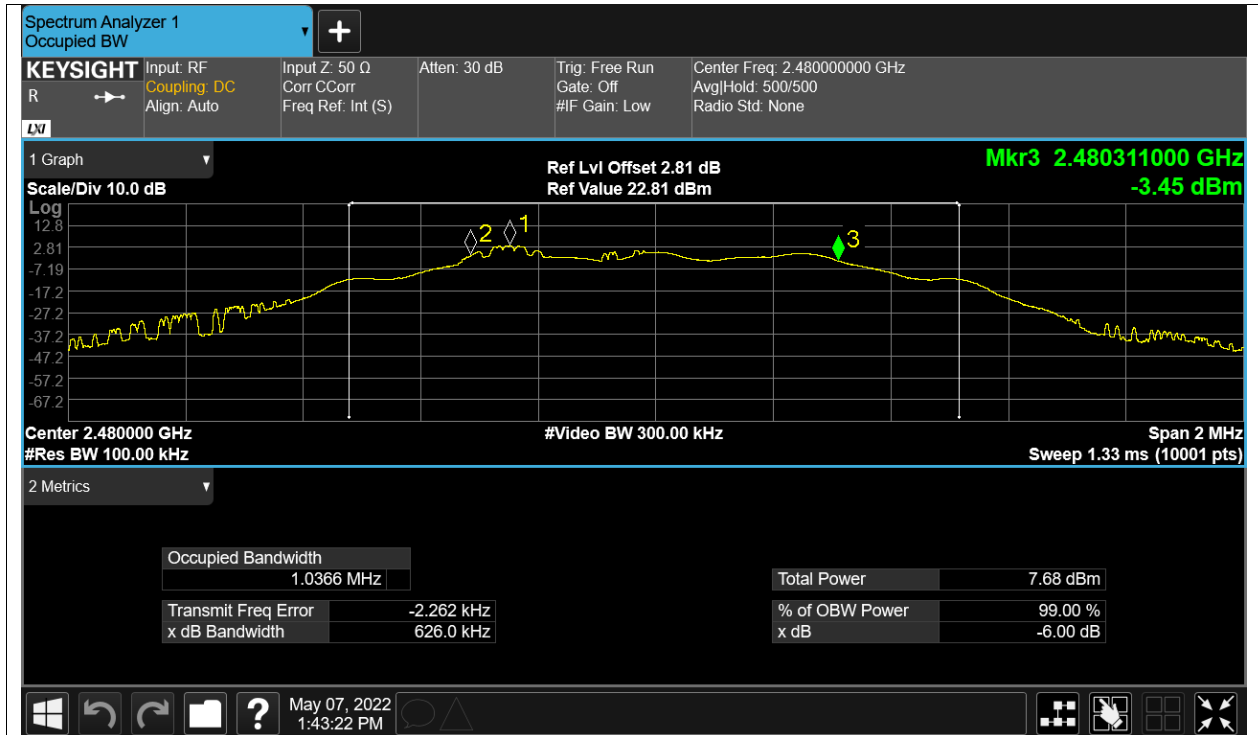 Spectrum Analyzer 1
Occupied BW
KEYSIGHT
R
LXI
Input: RF
Coupling: DC
Align: Auto
Input Z: 50 Ω
Corr CCorr
Freq Ref: Int (S)
Atten: 30 dB
Trig: Free Run
Gate: Off
#IF Gain: Low
Center Freq: 2.480000000 GHz
Avg|Hold: 500/500
Radio Std: None
1 Graph
Scale/Div 10.0 dB
Ref Lvl Offset 2.81 dB
Ref Value 22.81 dBm
Mkr3 2.480311000 GHz
-3.45 dBm
Log
12.8
2.81
-7.19
-17.2
-27.2
-37.2
-47.2
-57.2
-67.2
2
1
3
Center 2.480000 GHz
#Res BW 100.00 kHz
#Video BW 300.00 kHz
Span 2 MHz
Sweep 1.33 ms (10001 pts)
2 Metrics
Occupied Bandwidth
1.0366 MHz
Transmit Freq Error -2.262 kHz
x dB Bandwidth 626.0 kHz
Total Power 7.68 dBm
% of OBW Power 99.00 %
x dB -6.00 dB
?
May 07, 2022
1:43:22 PM